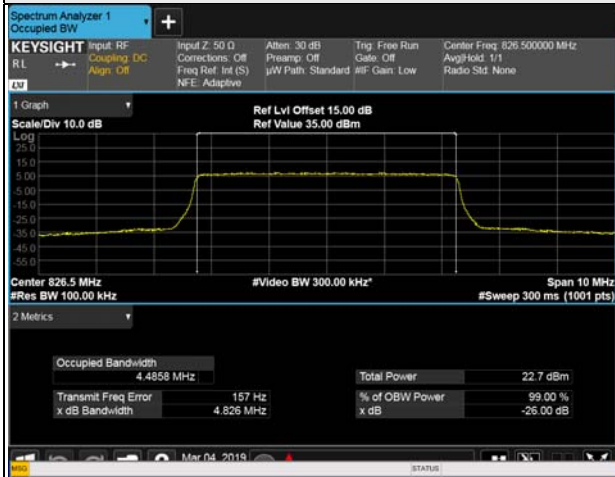 Spectrum Analyzer 1
Occupied BW
KEYSIGHT Input: RF Input Z: 50 Ω Atten: 30 dB Trig: Free Run Center Freq: 826.500000 MHz
RL Coupling: DC Corrections: Off Preamp: Off Gate: Off Avg|Hold: 1/1
Align: Off Freq Ref: Int (S) µW Path: Standard #IF Gain: Low Radio Std: None
LXI NFE: Adaptive
1 Graph
Ref Lvl Offset 15.00 dB
Scale/Div 10.0 dB Ref Value 35.00 dBm
Log
25.0
15.0
5.00
-5.00
-15.0
-25.0
-35.0
-45.0
-55.0
Center 826.5 MHz #Video BW 300.00 kHz* Span 10 MHz
#Res BW 100.00 kHz #Sweep 300 ms (1001 pts)
2 Metrics
Occupied Bandwidth
4.4858 MHz Total Power 22.7 dBm
Transmit Freq Error 157 Hz % of OBW Power 99.00 %
x dB Bandwidth 4.826 MHz x dB -26.00 dB
Mar 04, 2019
MSG STATUS